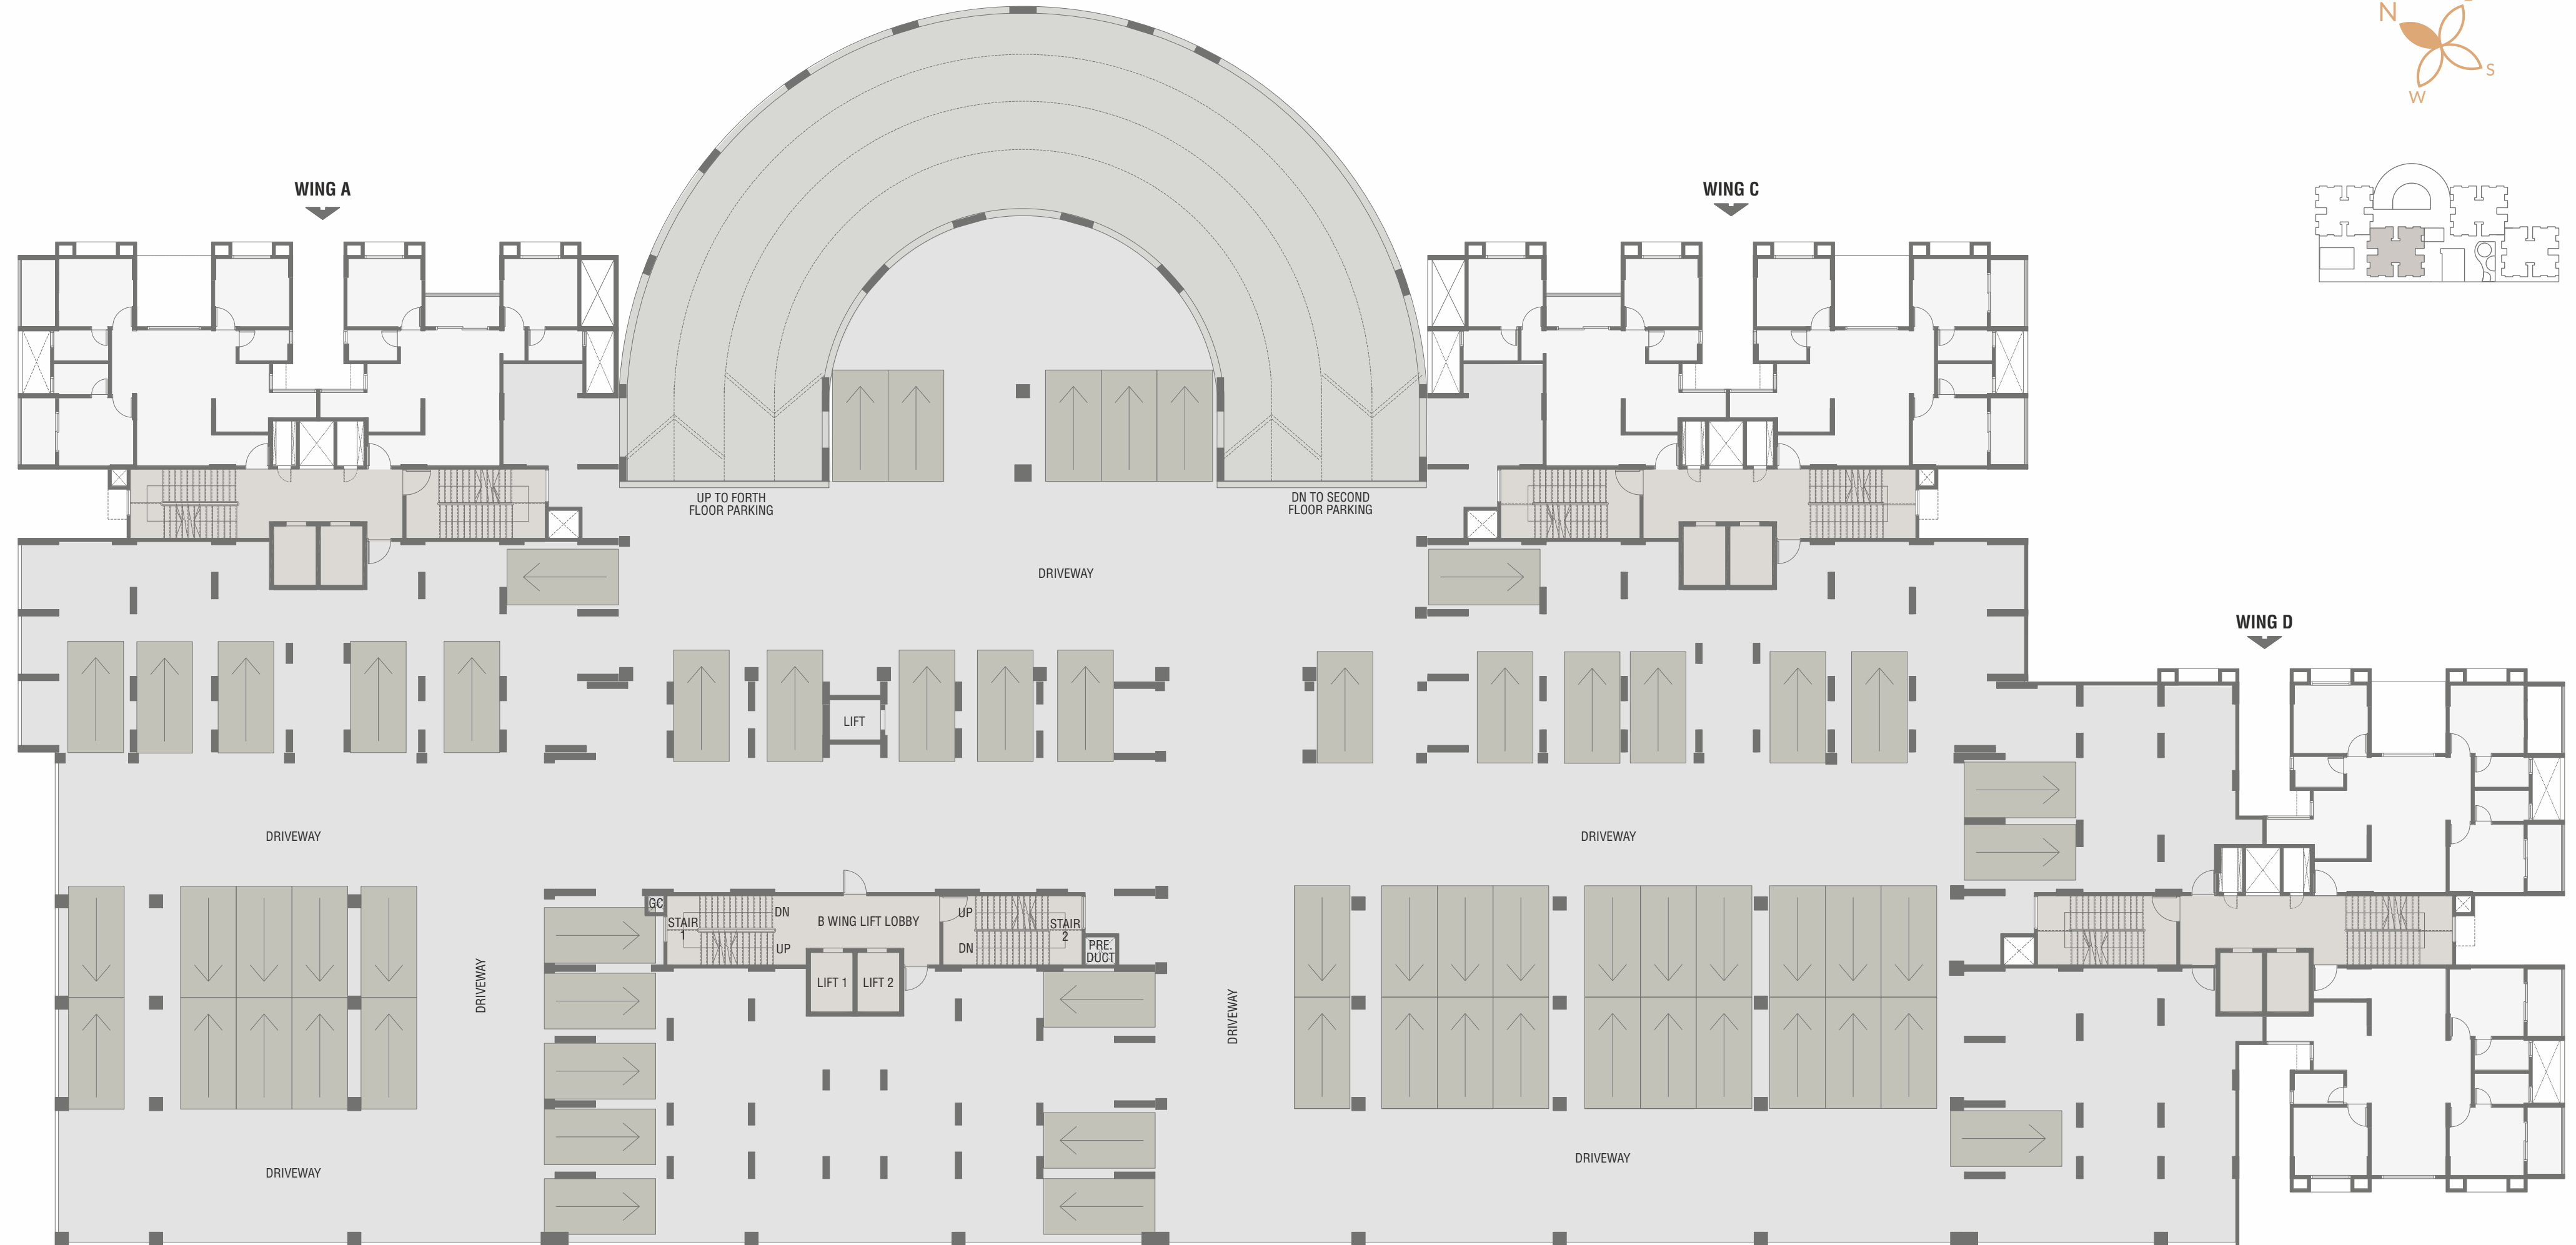 N
S
W
WING A
WING C
UP TO FORTH
FLOOR PARKING
DN TO SECOND
FLOOR PARKING
DRIVEWAY
WING D
LIFT
DRIVEWAY
DRIVEWAY
GC
STAIR
1
DN
UP
B WING LIFT LOBBY
UP
DN
STAIR
2
PRE.
DUCT
LIFT 1
LIFT 2
DRIVEWAY
DRIVEWAY
DRIVEWAY
DRIVEWAY